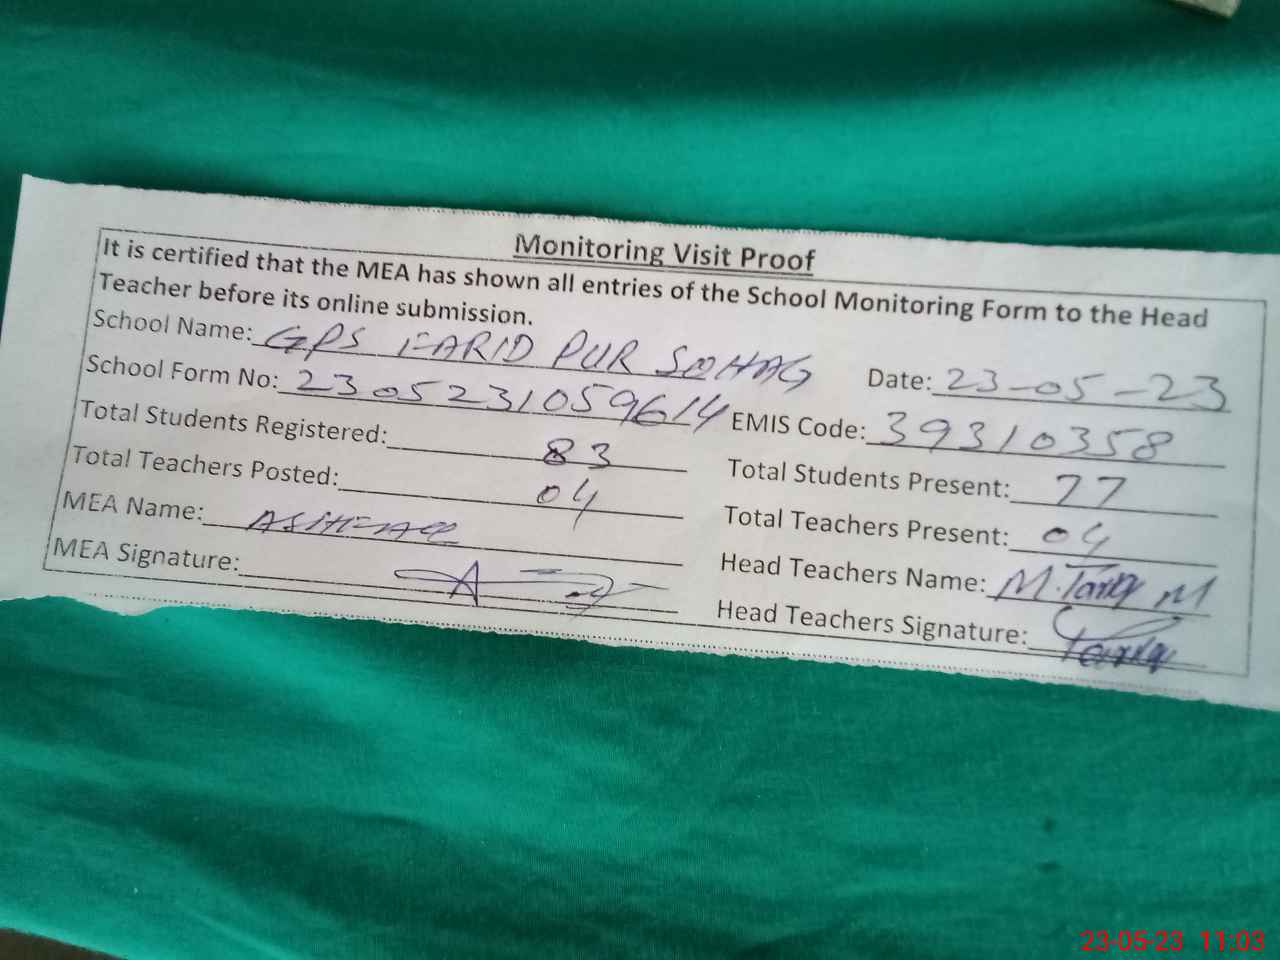 Monitoring Visit Proof
It is certified that the MEA has shown all entries of the School Monitoring Form to the Head
Teacher before its online submission.
School Name: GPS FARID PUR SOHAG Date: 23-05-23
School Form No: 2305231059614 EMIS Code: 39310358
Total Students Registered: 83 Total Students Present: 77
Total Teachers Posted: 04 Total Teachers Present: 04
MEA Name: Head Teachers Name: M. Tariq M
MEA Signature: Head Teachers Signature: Tariq
23-05-23 11:03